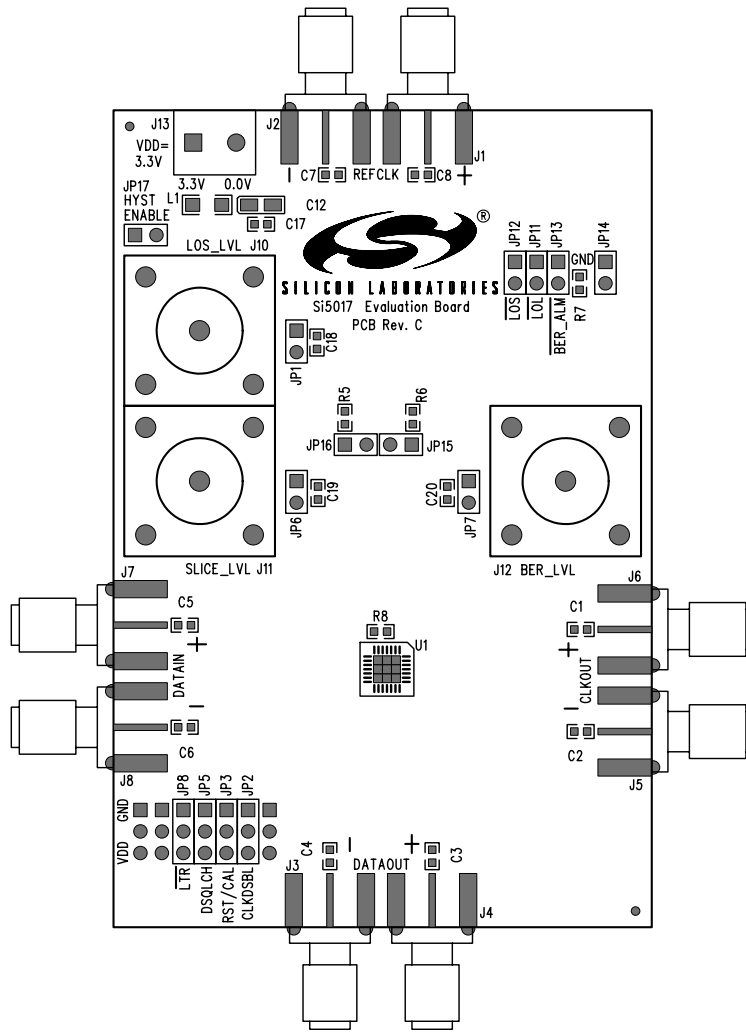 J13
J2
VDD=
3.3V
J1
C7
REFCLK
C8
-
+
3.3V
0.0V
JP17
HYST
ENABLE
L1
C12
C17
LOS_LVL J10
®
SILICON LABORATORIES
Si5017 Evaluation Board
PCB Rev. C
JP12
JP11
JP13
JP14
GND
R7
LOS
LOL
BER_ALM
JP1
C18
R5
R6
JP16
JP15
JP6
C19
C20
JP7
SLICE_LVL J11
J12 BER_LVL
J7
J6
C5
C1
R8
U1
+
+
DATAIN
CLKOUT
-
-
C6
C2
J8
J5
GND
VDD
JP8
JP5
JP3
JP2
LTR
DSQLCH
RST/CAL
CLKDSBL
C4
-
+
C3
J3
DATAOUT
J4